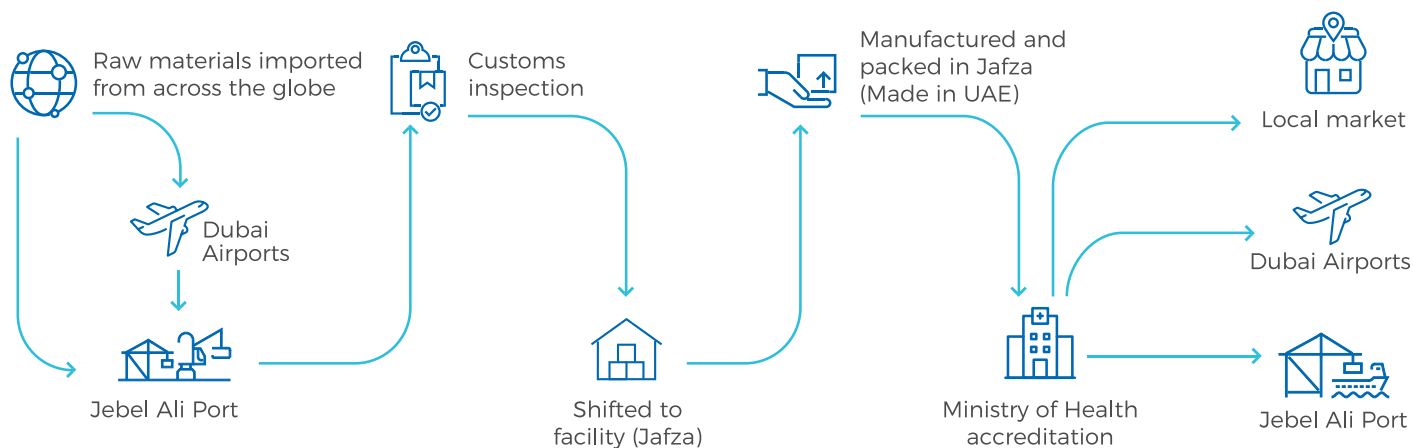 Raw materials imported
from across the globe
Dubai
Airports
Jebel Ali Port
Customs
inspection
Shifted to
facility (Jafza)
Manufactured and
packed in Jafza
(Made in UAE)
Ministry of Health
accreditation
Local market
Dubai Airports
Jebel Ali Port